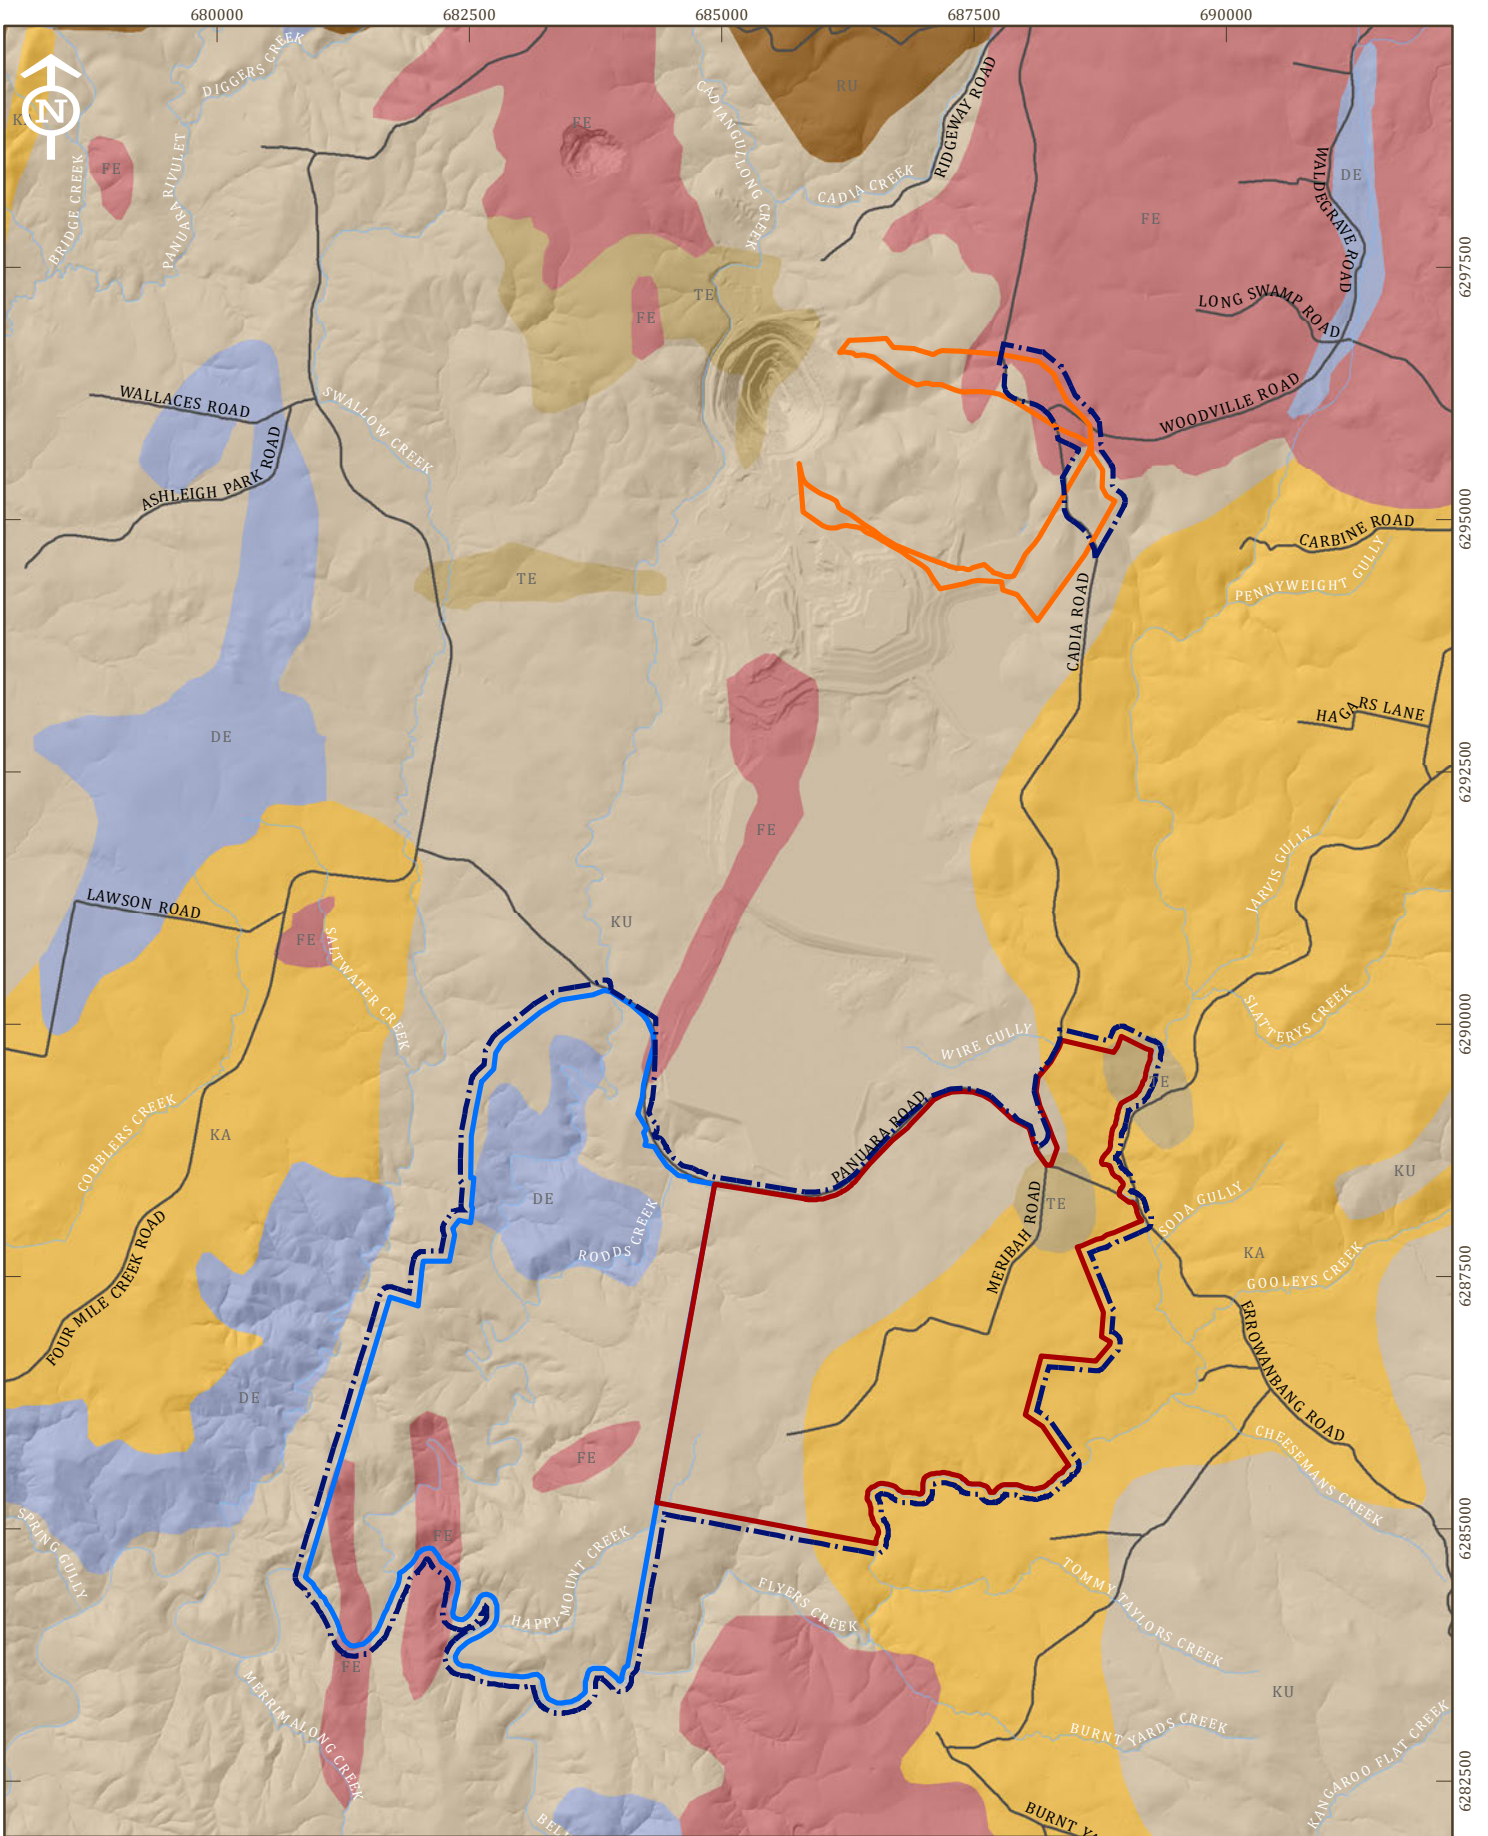 680000 682500 685000 687500 690000
DIGGERS CREEK
RU
N
FE
CADIANGULLONG CREEK
RIDGEWAY ROAD
BRIDGE CREEK
FE
PANUARA RIVULET
CADIA CREEK
WALDEGRAVE ROAD
DE
FE
6297500
TE
FE
LONG SWAMP ROAD
WALLACES ROAD
SWALLOW CREEK
WOODVILLE ROAD
ASHLEIGH PARK ROAD
6295000
CARBINE ROAD
PENNYWEIGHT GULLY
TE
CADIA ROAD
HAGARS LANE
DE
6292500
FE
JARVIS GULLY
LAWSON ROAD
KU
FE
SALTWATER CREEK
SLATTERYS CREEK
6290000
WIRE GULLY
TE
COBBLERS CREEK
KA
PANUARA ROAD
KU
DE
TE
SODA GULLY
RODDS CREEK
MERIBAH ROAD
KA
GOOLEYS CREEK
6287500
FOUR MILE CREEK ROAD
ERROWANBANG ROAD
DE
FE
CHEESEMANS CREEK
SPRING GULLY
FE
6285000
HAPPY MOUNT CREEK
FLYERS CREEK
TOMMY TAYLORS CREEK
FE
MERRIMALONG CREEK
KU
BURNT YARDS CREEK
KANGAROO FLAT CREEK
6282500
BURNT YA
BELL